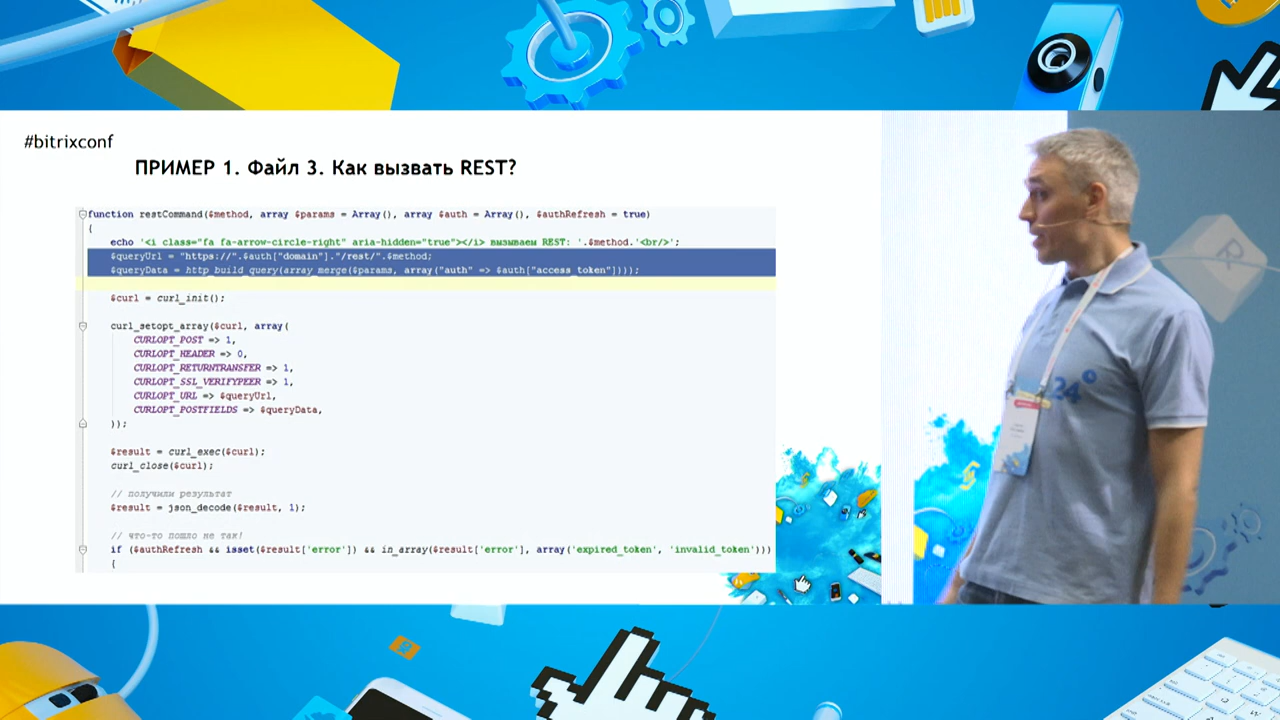 #bitrixconf
ПРИМЕР 1. Файл 3. Как вызвать REST?
function restCommand($method, array $params = Array(), array $auth = Array(), $authRefresh = true)
{
echo '<i class="fa fa-arrow-circle-right" aria-hidden="true"></i> вызываем REST: '.$method.'<br/>';
$queryUrl = "https://".$auth["domain"]."/rest/".$method;
$queryData = http_build_query(array_merge($params, array("auth" => $auth["access_token"])));
$curl = curl_init();
curl_setopt_array($curl, array(
CURLOPT_POST => 1,
CURLOPT_HEADER => 0,
CURLOPT_RETURNTRANSFER => 1,
CURLOPT_SSL_VERIFYPEER => 1,
CURLOPT_URL => $queryUrl,
CURLOPT_POSTFIELDS => $queryData,
));
$result = curl_exec($curl);
curl_close($curl);
// получили результат
$result = json_decode($result, 1);
// что-то пошло не так!
if ($authRefresh && isset($result['error']) && in_array($result['error'], array('expired_token', 'invalid_token')))
{
24
R